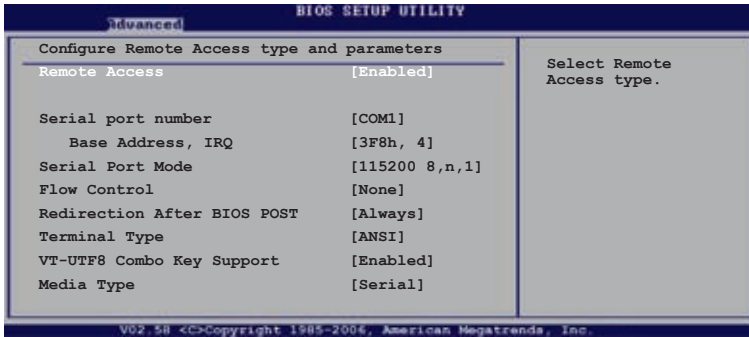 BIOS SETUP UTILITY
Advanced
Configure Remote Access type and parameters
Remote Access [Enabled]
Serial port number [COM1]
Base Address, IRQ [3F8h, 4]
Serial Port Mode [115200 8,n,1]
Flow Control [None]
Redirection After BIOS POST [Always]
Terminal Type [ANSI]
VT-UTF8 Combo Key Support [Enabled]
Media Type [Serial]
Select Remote
Access type.
V02.58 <C>Copyright 1985-2006, American Megatrends, Inc.